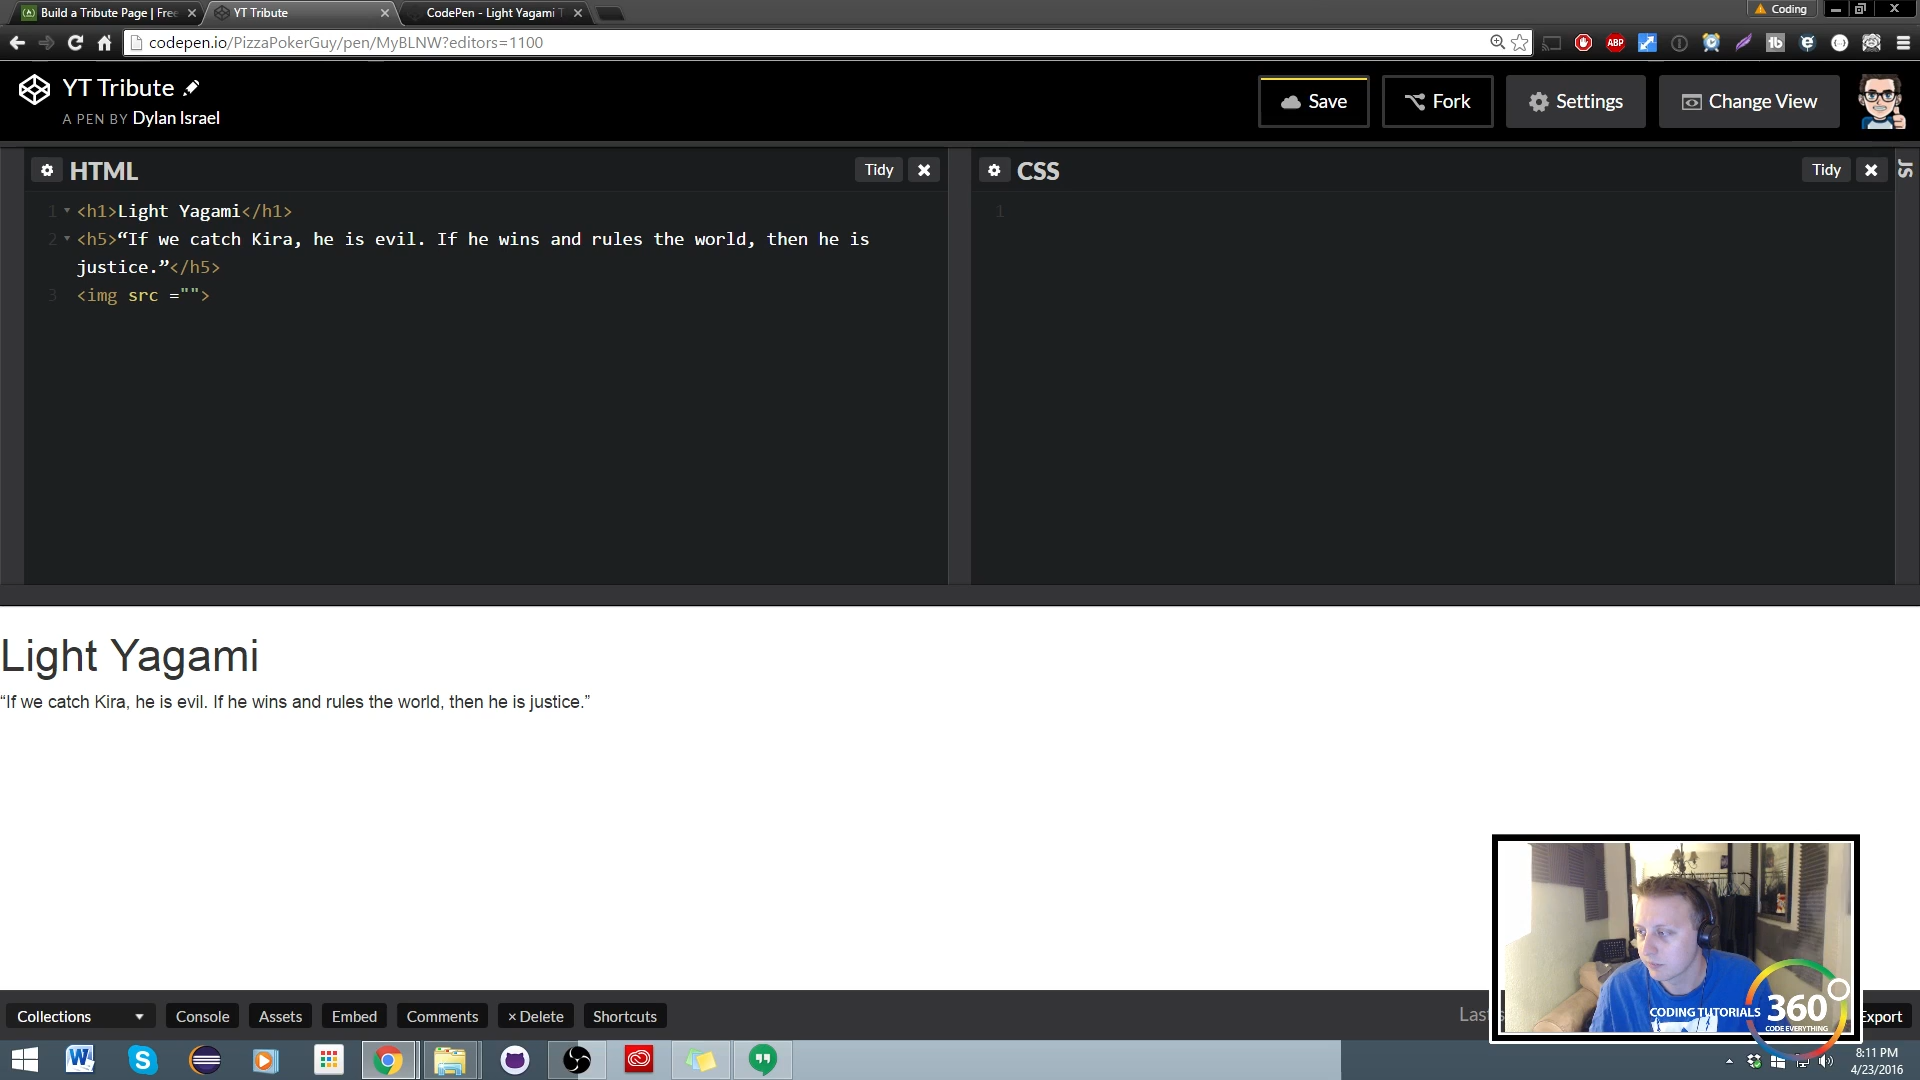 Build a Tribute Page | Free
YT Tribute
CodePen - Light Yagami T
Coding
codepen.io/PizzaPokerGuy/pen/MyBLNW?editors=1100
ABP
YT Tribute
A PEN BY Dylan Israel
Save
Fork
Settings
Change View
HTML
Tidy
CSS
Tidy
JS
1 <h1>Light Yagami</h1>
2 <h5>“If we catch Kira, he is evil. If he wins and rules the world, then he is
justice.”</h5>
3 <img src ="">
1
Light Yagami
“If we catch Kira, he is evil. If he wins and rules the world, then he is justice.”
Collections
Console
Assets
Embed
Comments
× Delete
Shortcuts
Export
CODING TUTORIALS 360
CODE EVERYTHING
8:11 PM
4/23/2016